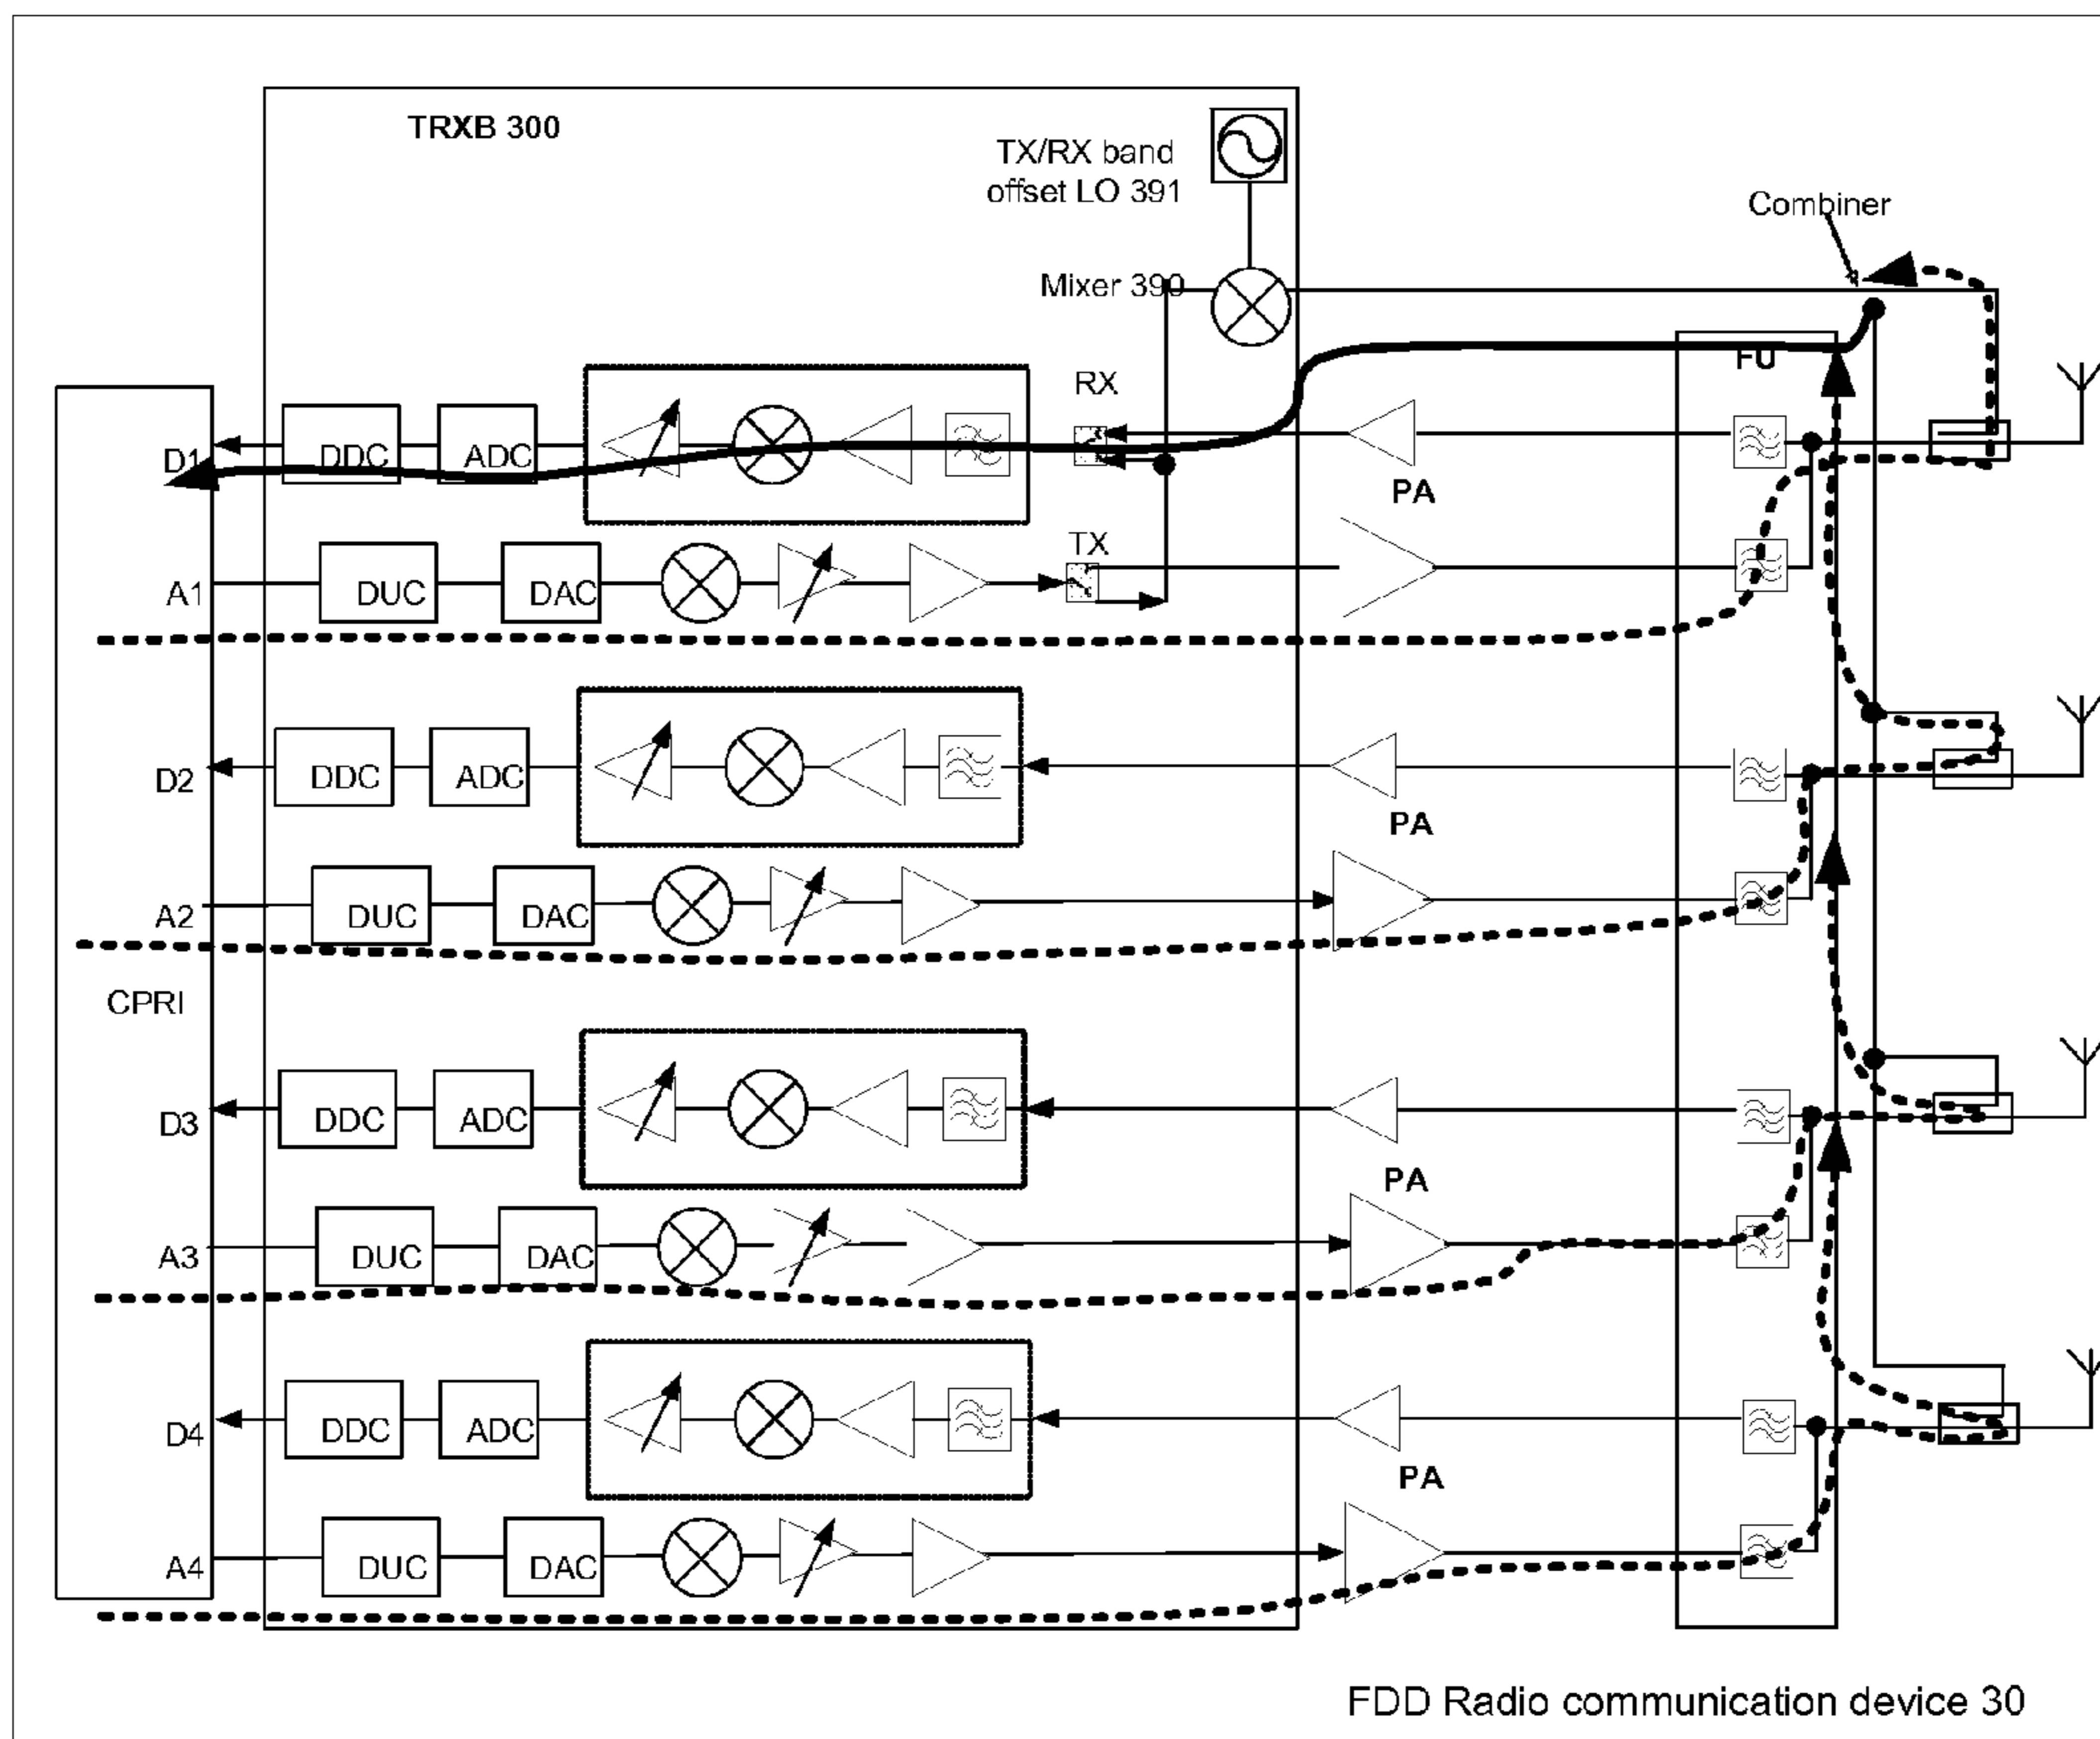 TRXB 300
TX/RX band
offset LO 391
Combiner
Mixer 390
FU
RX
D1
DDC
ADC
PA
TX
A1
DUC
DAC
D2
DDC
ADC
PA
A2
DUC
DAC
CPRI
D3
DDC
ADC
PA
A3
DUC
DAC
D4
DDC
ADC
PA
A4
DUC
DAC
FDD Radio communication device 30